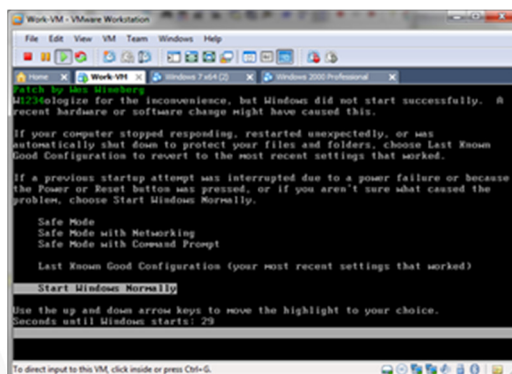 Work-VM - VMware Workstation
File Edit View VM Team Windows Help
Home Work-VM Windows 7 x64 (2) Windows 2000 Professional
Patch by Wes Wineberg
W1234ologize for the inconvenience, but Windows did not start successfully. A
recent hardware or software change might have caused this.
If your computer stopped responding, restarted unexpectedly, or was
automatically shut down to protect your files and folders, choose Last Known
Good Configuration to revert to the most recent settings that worked.
If a previous startup attempt was interrupted due to a power failure or because
the Power or Reset button was pressed, or if you aren't sure what caused the
problem, choose Start Windows Normally.
Safe Mode
Safe Mode with Networking
Safe Mode with Command Prompt
Last Known Good Configuration (your most recent settings that worked)
Start Windows Normally
Use the up and down arrow keys to move the highlight to your choice.
Seconds until Windows starts: 29
To direct input to this VM, click inside or press Ctrl+G.